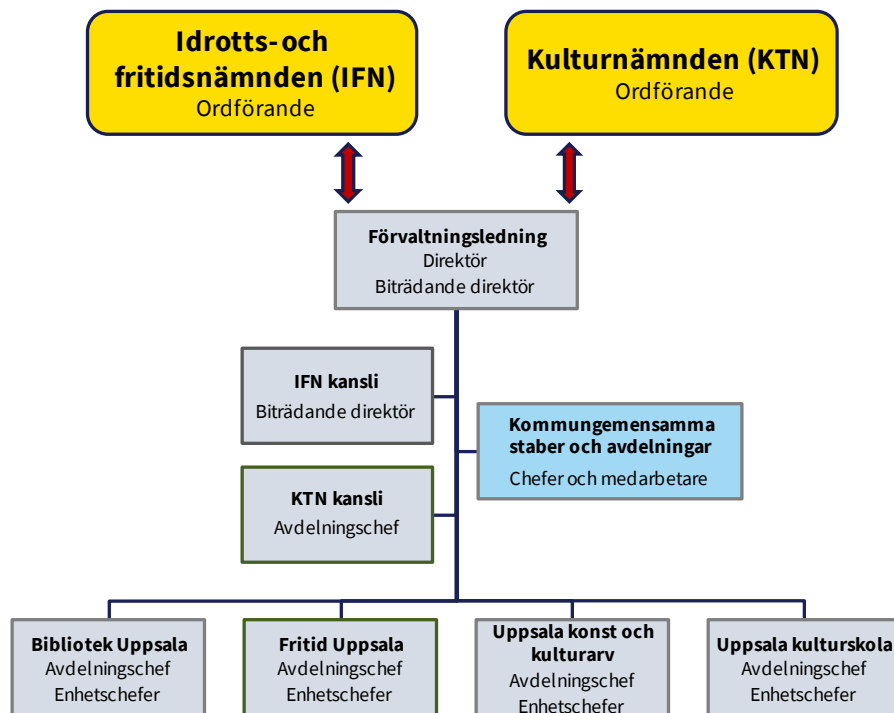 Idrotts- och
fritidsnämnden (IFN)
Ordförande
Kulturnämnden (KTN)
Ordförande
Förvaltningsledning
Direktör
Biträdande direktör
IFN kansli
Biträdande direktör
Kommungemensamma
staber och avdelningar
Chefer och medarbetare
KTN kansli
Avdelningschef
Bibliotek Uppsala
Avdelningschef
Enhetschefer
Fritid Uppsala
Avdelningschef
Enhetschefer
Uppsala konst och
kulturarv
Avdelningschef
Enhetschefer
Uppsala kulturskola
Avdelningschef
Enhetschefer